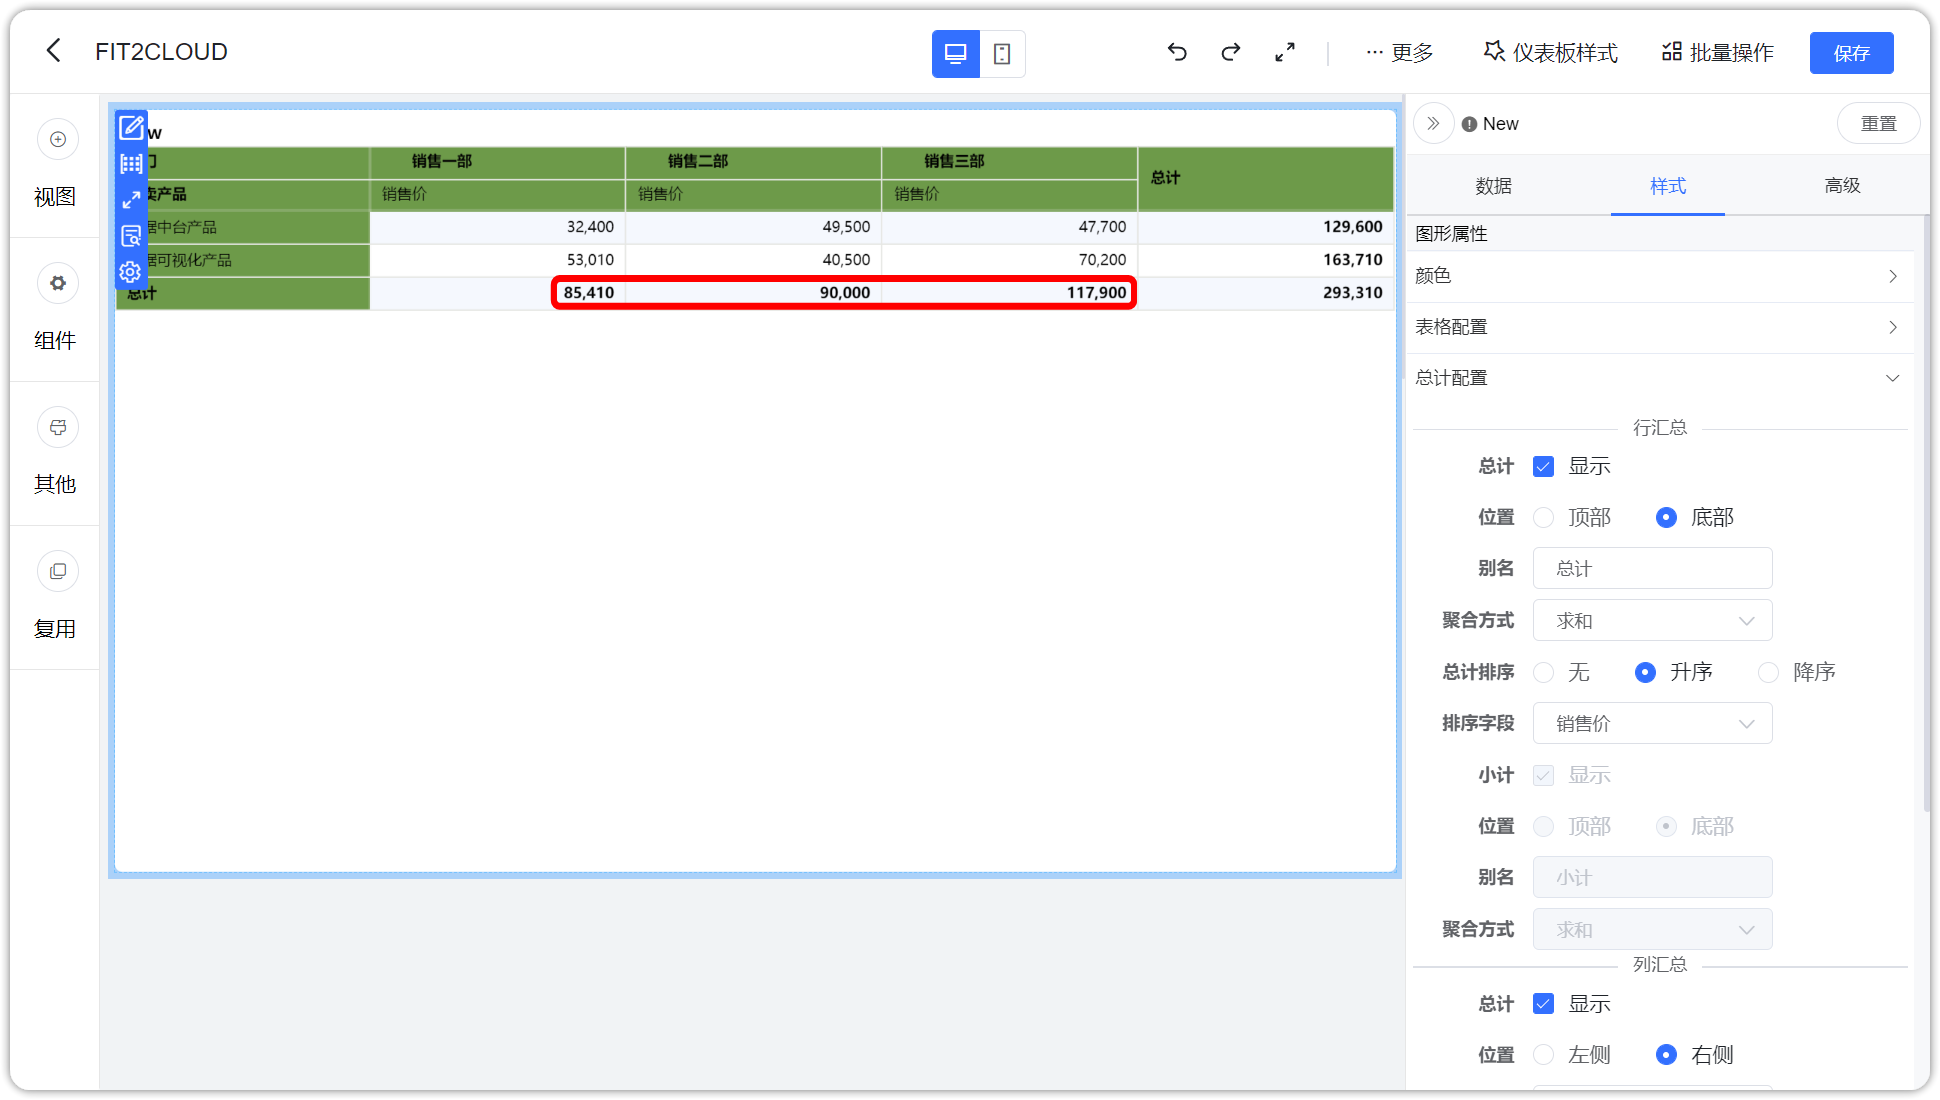 FIT2CLOUD
更多
仪表板样式
批量操作
保存
视图
组件
其他
复用
w
销售一部 销售二部 销售三部 总计
卖产品 销售价 销售价 销售价
据中台产品 32,400 49,500 47,700 129,600
据可视化产品 53,010 40,500 70,200 163,710
总计 85,410 90,000 117,900 293,310
New
重置
数据 样式 高级
图形属性
颜色
表格配置
总计配置
行汇总
总计 显示
位置 顶部 底部
别名 总计
聚合方式 求和
总计排序 无 升序 降序
排序字段 销售价
小计 显示
位置 顶部 底部
别名 小计
聚合方式 求和
列汇总
总计 显示
位置 左侧 右侧